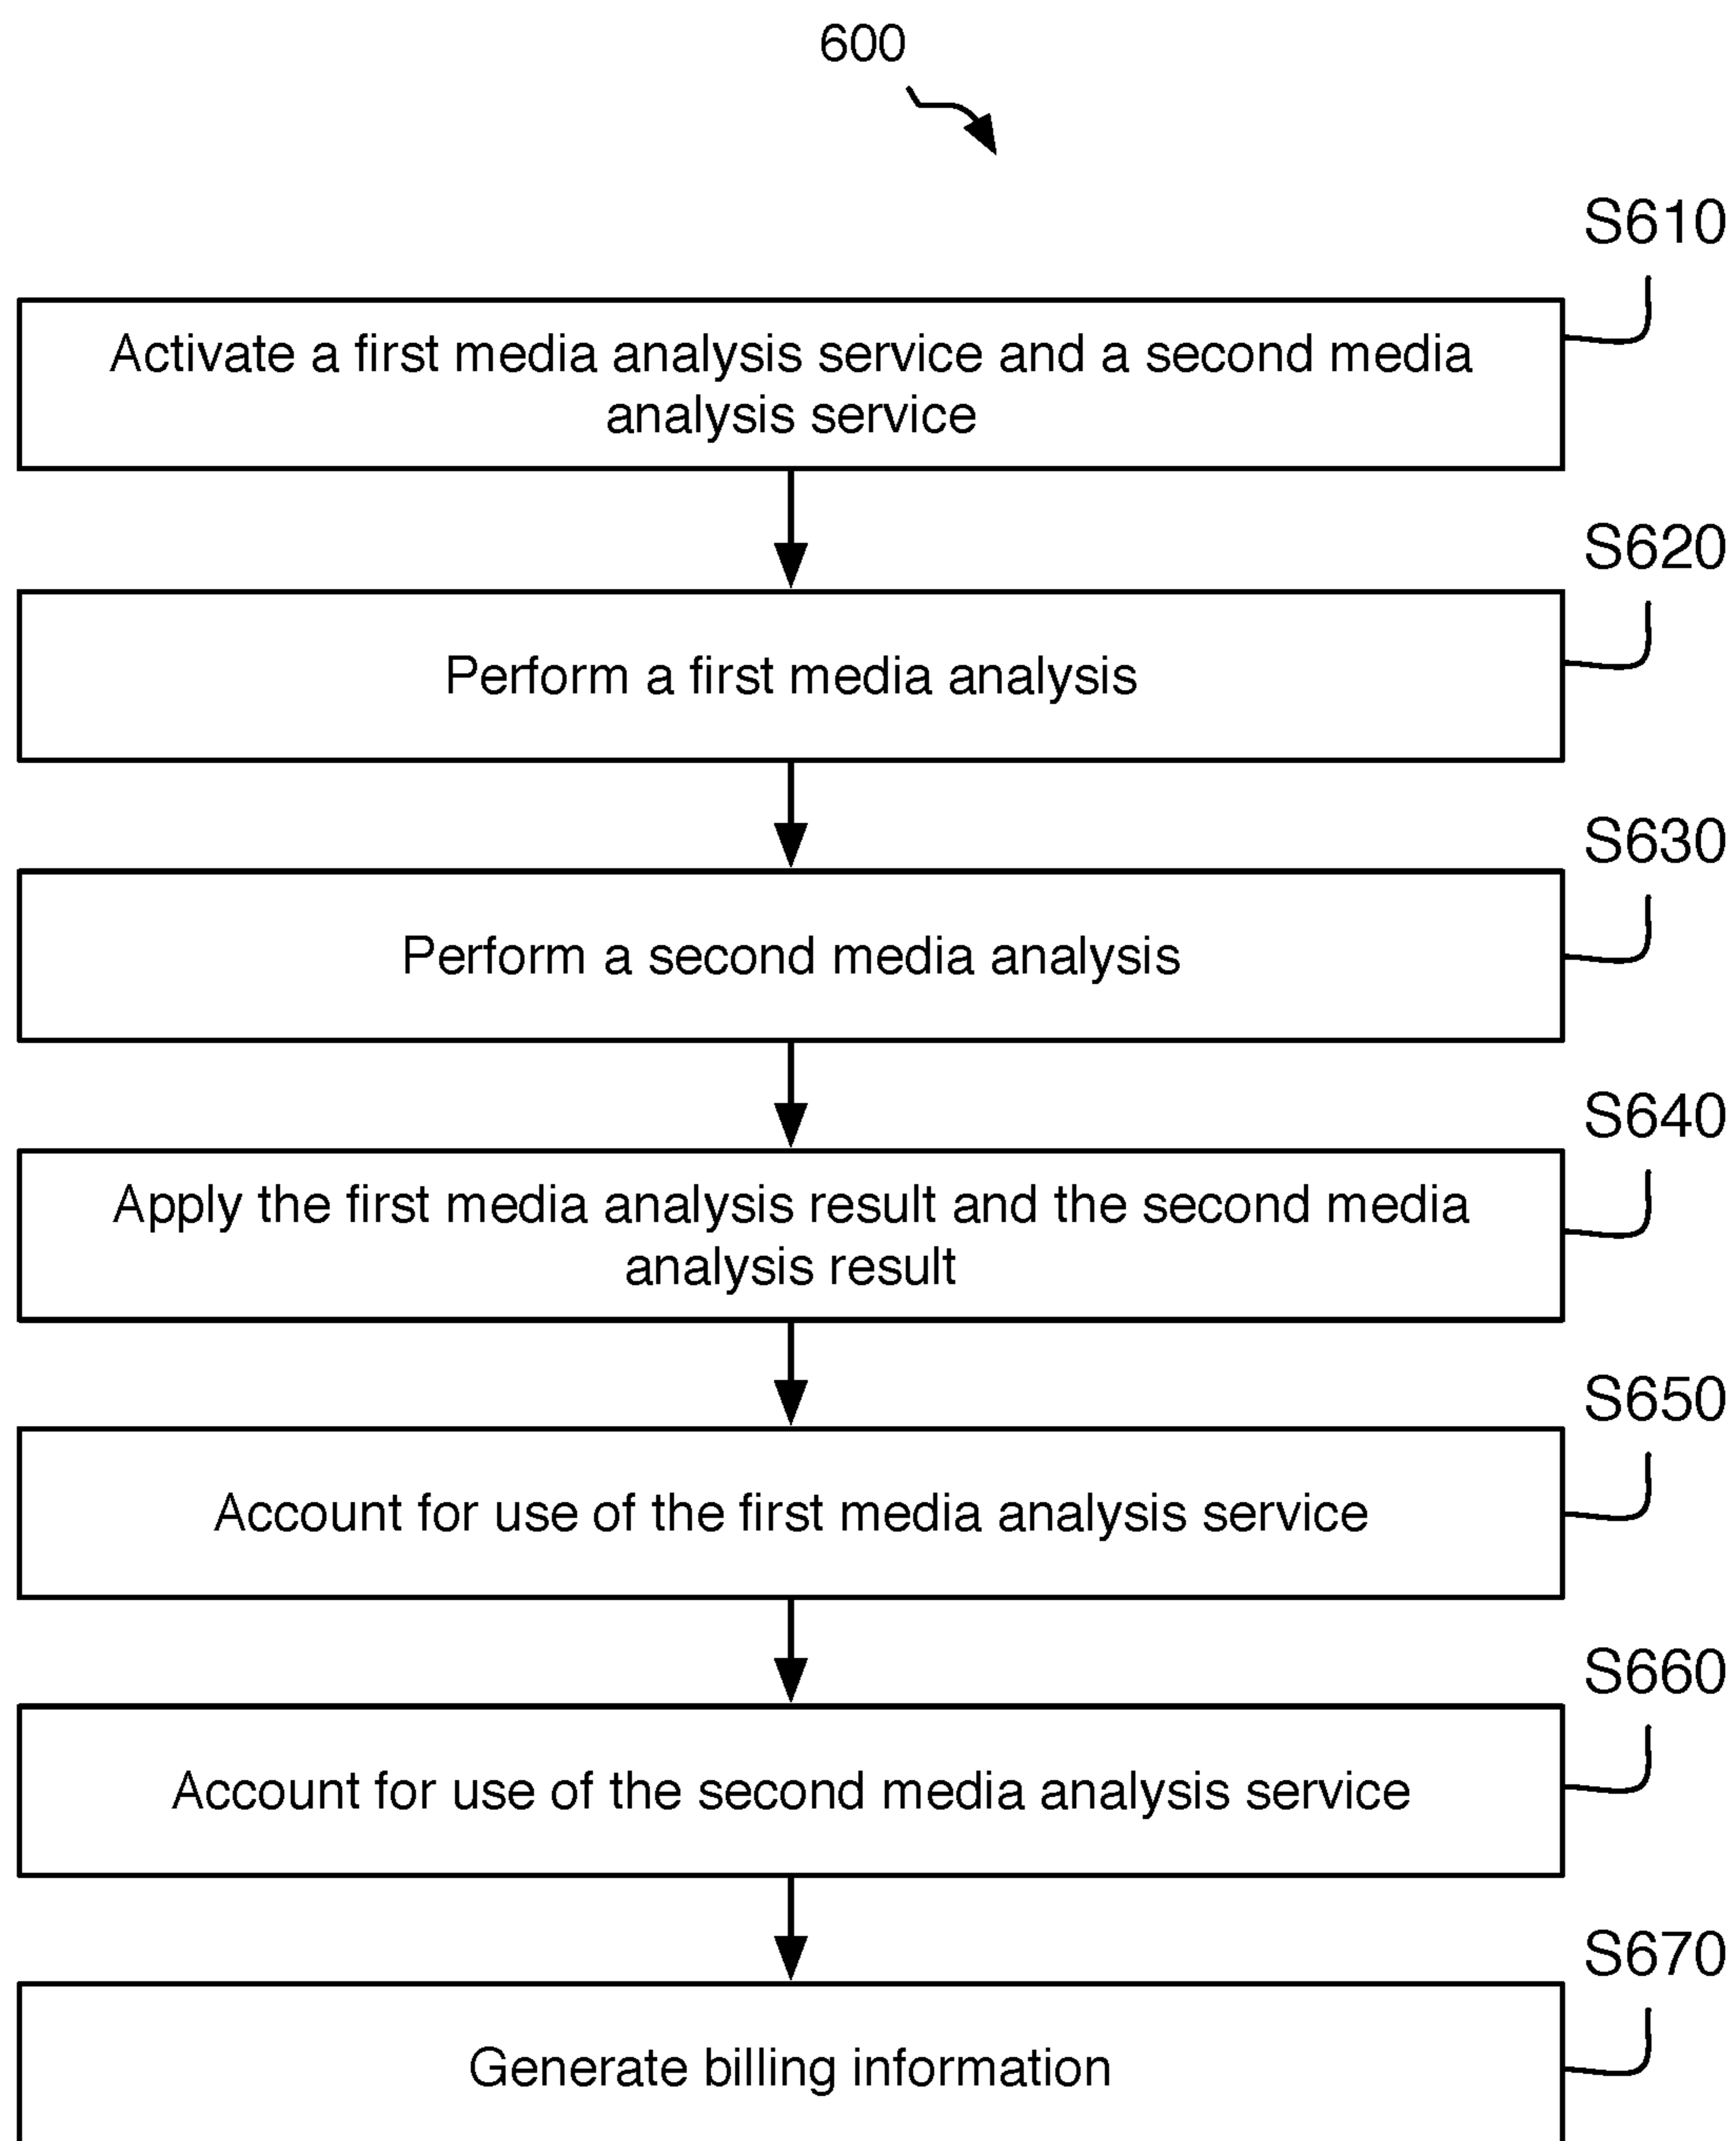 600
S610
Activate a first media analysis service and a second media
analysis service
S620
Perform a first media analysis
S630
Perform a second media analysis
S640
Apply the first media analysis result and the second media
analysis result
S650
Account for use of the first media analysis service
S660
Account for use of the second media analysis service
S670
Generate billing information